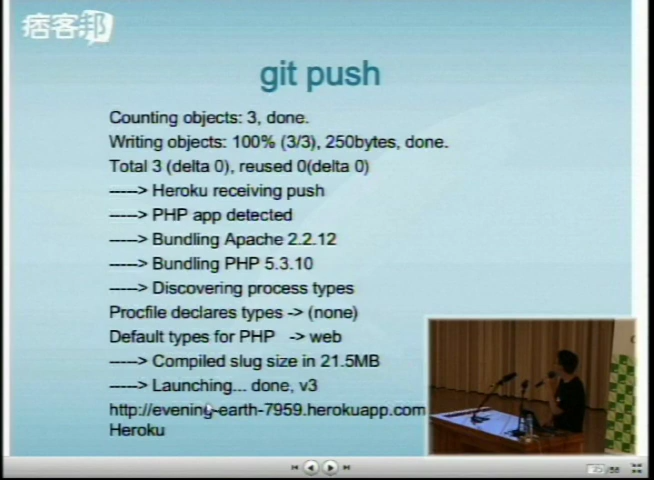 痞客邦
git push
Counting objects: 3, done.
Writing objects: 100% (3/3), 250bytes, done.
Total 3 (delta 0), reused 0(delta 0)
-----> Heroku receiving push
-----> PHP app detected
-----> Bundling Apache 2.2.12
-----> Bundling PHP 5.3.10
-----> Discovering process types
Procfile declares types -> (none)
Default types for PHP -> web
-----> Compiled slug size in 21.5MB
-----> Launching... done, v3
http://evening-earth-7959.herokuapp.com
Heroku